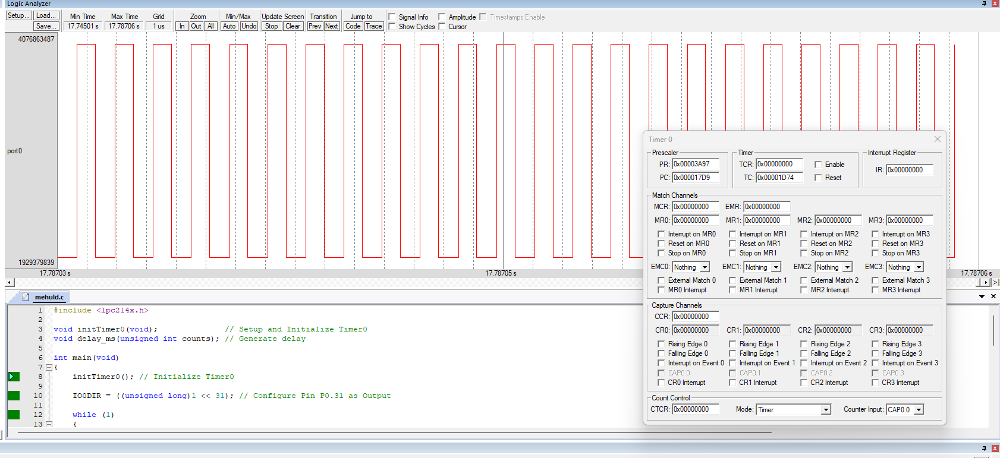 Logic Analyzer
Setup... Load... Min Time Max Time Grid Zoom Min/Max Update Screen Transition Jump to Signal Info Amplitude Timestamps Enable
Save... 17.74501 s 17.78706 s 1 us In Out All Auto Undo Stop Clear Prev Next Code Trace Show Cycles Cursor
4076863487
port0
1929379839
17.78703 s 17.78705 s 17.78706 s
Timer 0
Prescaler Timer Interrupt Register
PR: 0x00003A97 TCR: 0x00000000 Enable
IR: 0x00000000
PC: 0x000017D9 TC: 0x00001D74 Reset
Match Channels
MCR: 0x00000000 EMR: 0x00000000
MR0: 0x00000000 MR1: 0x00000000 MR2: 0x00000000 MR3: 0x00000000
Interrupt on MR0 Interrupt on MR1 Interrupt on MR2 Interrupt on MR3
Reset on MR0 Reset on MR1 Reset on MR2 Reset on MR3
Stop on MR0 Stop on MR1 Stop on MR2 Stop on MR3
EMC0: Nothing EMC1: Nothing EMC2: Nothing EMC3: Nothing
External Match 0 External Match 1 External Match 2 External Match 3
MR0 Interrupt MR1 Interrupt MR2 Interrupt MR3 Interrupt
Capture Channels
CCR: 0x00000000
CR0: 0x00000000 CR1: 0x00000000 CR2: 0x00000000 CR3: 0x00000000
Rising Edge 0 Rising Edge 1 Rising Edge 2 Rising Edge 3
Falling Edge 0 Falling Edge 1 Falling Edge 2 Falling Edge 3
Interrupt on Event 0 Interrupt on Event 1 Interrupt on Event 2 Interrupt on Event 3
CAP0.0 CAP0.1 CAP0.2 CAP0.3
CR0 Interrupt CR1 Interrupt CR2 Interrupt CR3 Interrupt
Count Control
CTCR: 0x00000000 Mode: Timer Counter Input: CAP0.0
mehuld.c
1 #include <lpc214x.h>
2
3 void initTimer0(void); // Setup and Initialize Timer0
4 void delay_ms(unsigned int counts); // Generate delay
5
6 int main(void)
7 {
8 initTimer0(); // Initialize Timer0
9
10 IO0DIR = ((unsigned long)1 << 31); // Configure Pin P0.31 as Output
11
12 while (1)
13 {